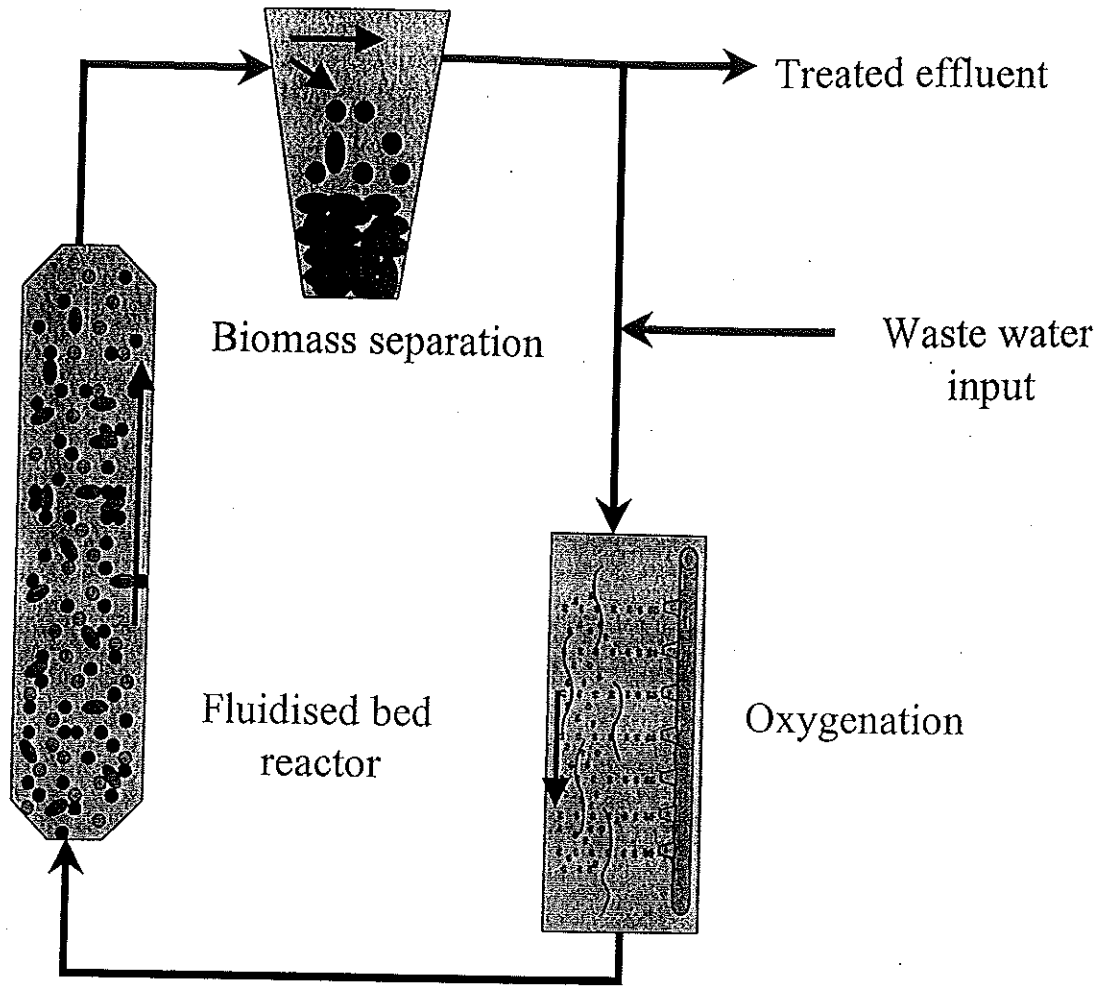 Treated effluent
Biomass separation
Waste water
input
Fluidised bed
reactor
Oxygenation